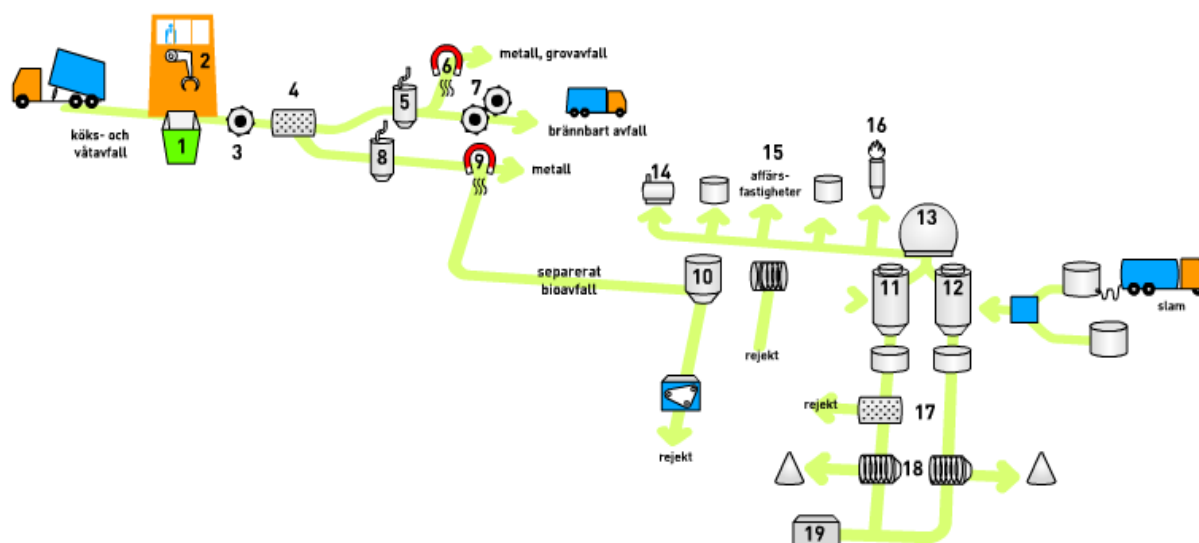 2
4
6
metall, grovavfall
7
5
brännbart avfall
köks- och
våtavfall
1
3
8
9
metall
16
15
affärs-
fastigheter
14
13
separerat
bioavfall
10
11
12
slam
rejekt
rejekt
17
rejekt
18
19